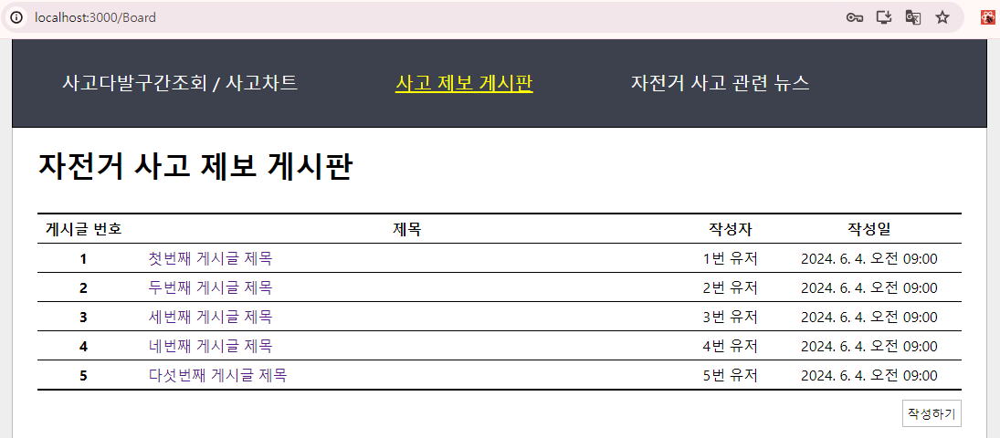 localhost:3000/Board
사고다발구간조회 / 사고차트 사고 제보 게시판 자전거 사고 관련 뉴스
자전거 사고 제보 게시판
게시글 번호 제목 작성자 작성일
1 첫번째 게시글 제목 1번 유저 2024. 6. 4. 오전 09:00
2 두번째 게시글 제목 2번 유저 2024. 6. 4. 오전 09:00
3 세번째 게시글 제목 3번 유저 2024. 6. 4. 오전 09:00
4 네번째 게시글 제목 4번 유저 2024. 6. 4. 오전 09:00
5 다섯번째 게시글 제목 5번 유저 2024. 6. 4. 오전 09:00
작성하기